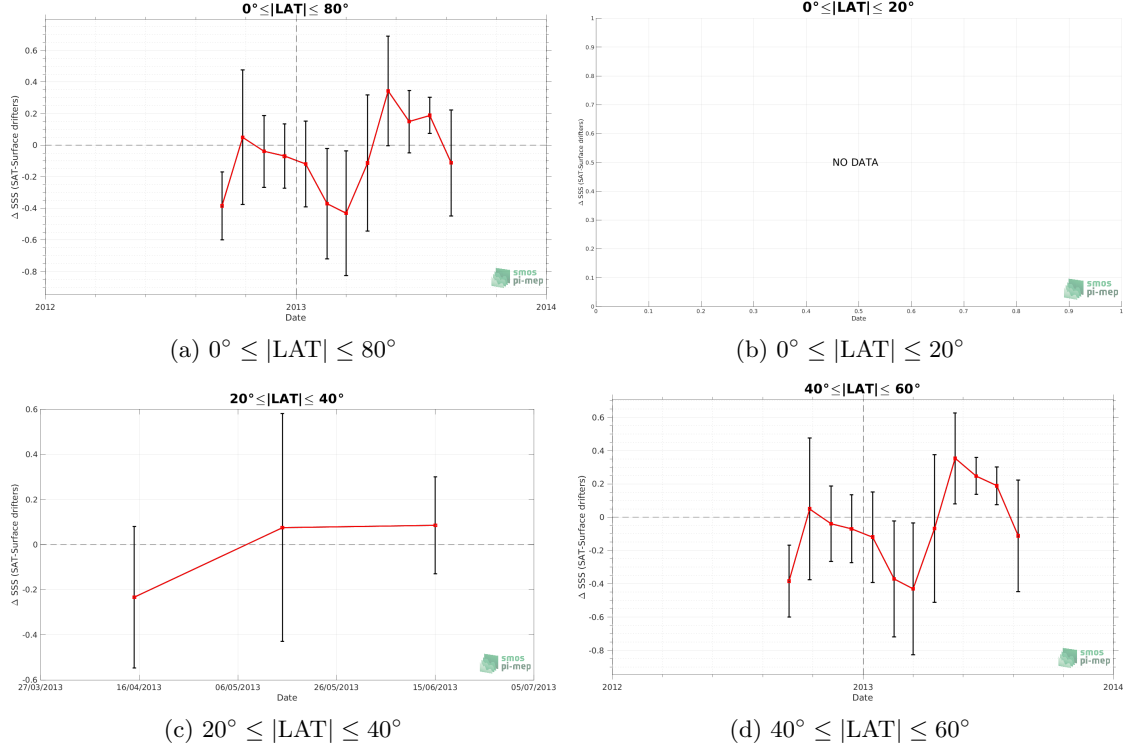 0°≤|LAT|≤ 80°
Δ SSS (SAT-Surface drifters)
0.6
0.4
0.2
0
-0.2
-0.4
-0.6
-0.8
2012
2013
2014
Date
smos
pi-mep
(a) 0° ≤ |LAT| ≤ 80°
0°≤|LAT|≤ 20°
Δ SSS (SAT-Surface drifters)
1
0.9
0.8
0.7
0.6
0.5
0.4
0.3
0.2
0.1
0
NO DATA
0
0.1
0.2
0.3
0.4
0.5
0.6
0.7
0.8
0.9
1
Date
smos
pi-mep
(b) 0° ≤ |LAT| ≤ 20°
20°≤|LAT|≤ 40°
Δ SSS (SAT-Surface drifters)
0.6
0.4
0.2
0
-0.2
-0.4
-0.6
27/03/2013
16/04/2013
06/05/2013
26/05/2013
15/06/2013
05/07/2013
Date
smos
pi-mep
(c) 20° ≤ |LAT| ≤ 40°
40°≤|LAT|≤ 60°
Δ SSS (SAT-Surface drifters)
0.6
0.4
0.2
0
-0.2
-0.4
-0.6
-0.8
2012
2013
2014
Date
smos
pi-mep
(d) 40° ≤ |LAT| ≤ 60°